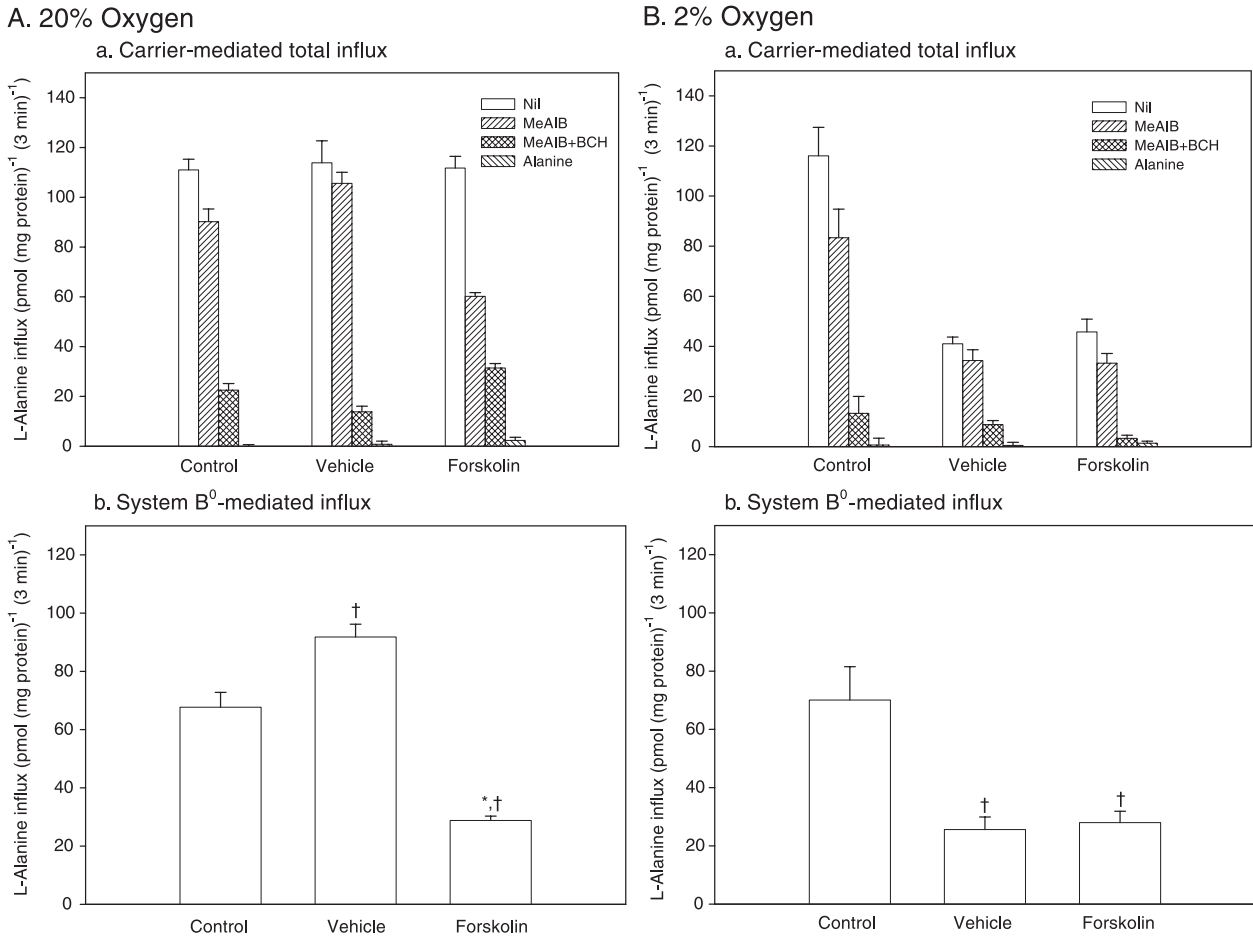 A. 20% Oxygen
a. Carrier-mediated total influx
L-Alanine influx (pmol (mg protein)⁻¹ (3 min)⁻¹
140
120
100
80
60
40
20
0
Nil
MeAIB
MeAIB+BCH
Alanine
Control Vehicle Forskolin
b. System B⁰-mediated influx
L-Alanine influx (pmol (mg protein)⁻¹ (3 min)⁻¹
120
100
80
60
40
20
0
†
*,†
Control Vehicle Forskolin
B. 2% Oxygen
a. Carrier-mediated total influx
L-Alanine influx (pmol (mg protein)⁻¹ (3 min)⁻¹
140
120
100
80
60
40
20
0
Nil
MeAIB
MeAIB+BCH
Alanine
Control Vehicle Forskolin
b. System B⁰-mediated influx
L-Alanine influx (pmol (mg protein)⁻¹ (3 min)⁻¹
120
100
80
60
40
20
0
† †
Control Vehicle Forskolin